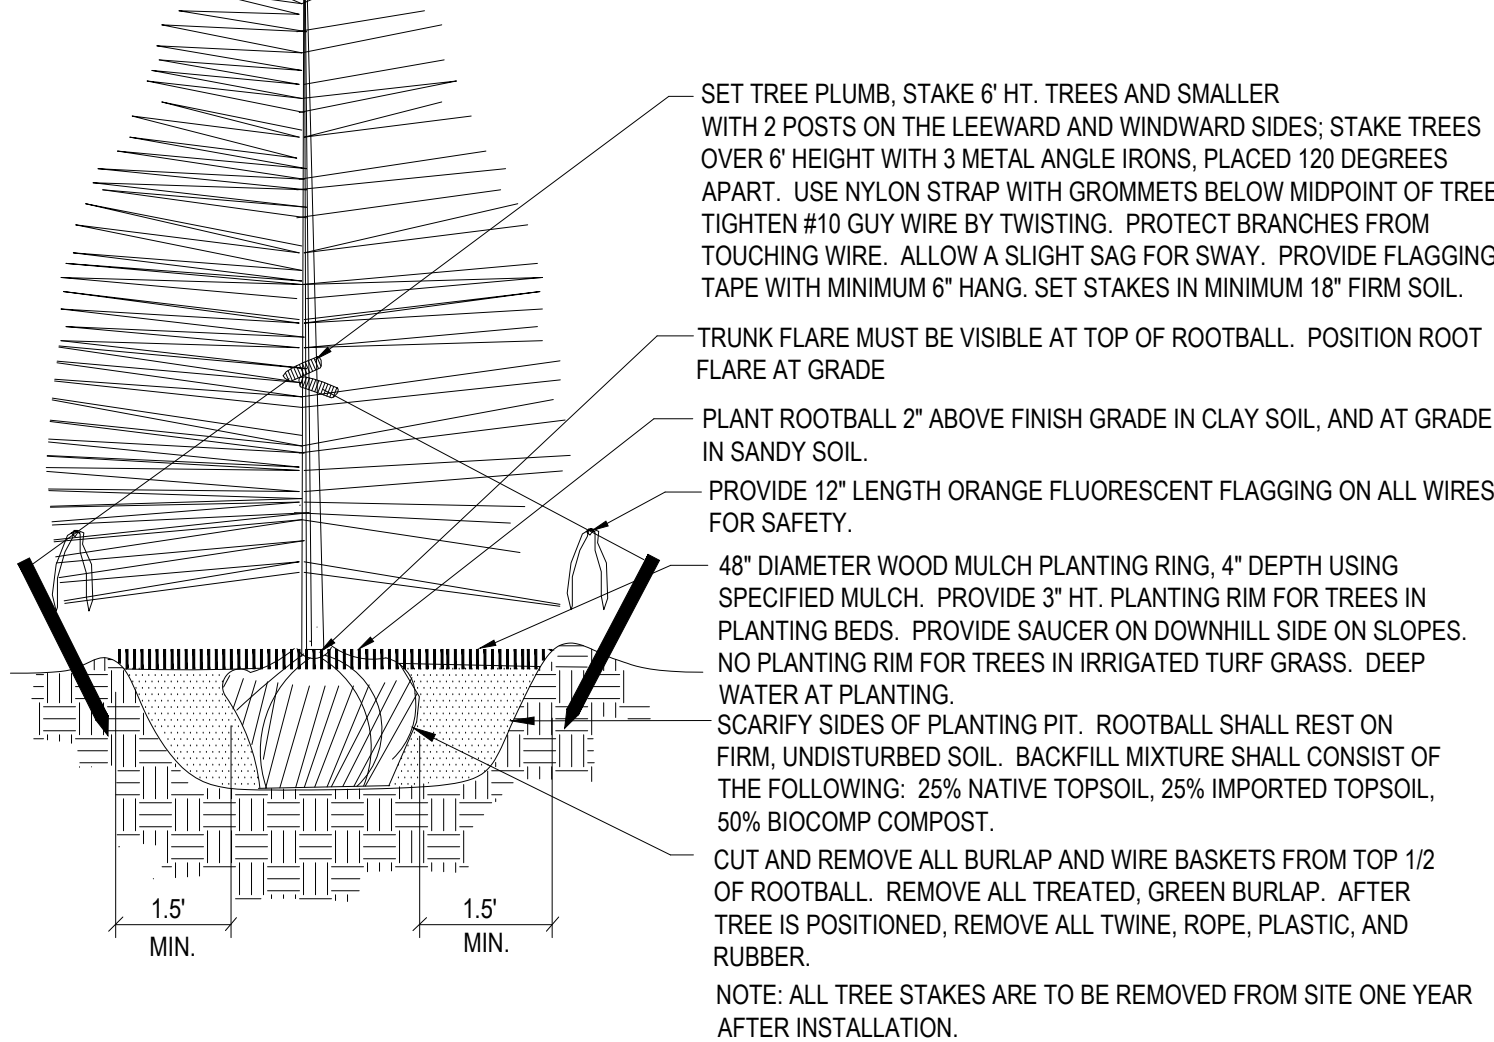 SET TREE PLUMB, STAKE 6' HT. TREES AND SMALLER
WITH 2 POSTS ON THE LEEWARD AND WINDWARD SIDES; STAKE TREES
OVER 6' HEIGHT WITH 3 METAL ANGLE IRONS, PLACED 120 DEGREES
APART. USE NYLON STRAP WITH GROMMETS BELOW MIDPOINT OF TREE
TIGHTEN #10 GUY WIRE BY TWISTING. PROTECT BRANCHES FROM
TOUCHING WIRE. ALLOW A SLIGHT SAG FOR SWAY. PROVIDE FLAGGING
TAPE WITH MINIMUM 6" HANG. SET STAKES IN MINIMUM 18" FIRM SOIL.
TRUNK FLARE MUST BE VISIBLE AT TOP OF ROOTBALL. POSITION ROOT
FLARE AT GRADE
PLANT ROOTBALL 2" ABOVE FINISH GRADE IN CLAY SOIL, AND AT GRADE
IN SANDY SOIL.
PROVIDE 12" LENGTH ORANGE FLUORESCENT FLAGGING ON ALL WIRES
FOR SAFETY.
48" DIAMETER WOOD MULCH PLANTING RING, 4" DEPTH USING
SPECIFIED MULCH. PROVIDE 3" HT. PLANTING RIM FOR TREES IN
PLANTING BEDS. PROVIDE SAUCER ON DOWNHILL SIDE ON SLOPES.
NO PLANTING RIM FOR TREES IN IRRIGATED TURF GRASS. DEEP
WATER AT PLANTING.
SCARIFY SIDES OF PLANTING PIT. ROOTBALL SHALL REST ON
FIRM, UNDISTURBED SOIL. BACKFILL MIXTURE SHALL CONSIST OF
THE FOLLOWING: 25% NATIVE TOPSOIL, 25% IMPORTED TOPSOIL,
50% BIOCOMP COMPOST.
CUT AND REMOVE ALL BURLAP AND WIRE BASKETS FROM TOP 1/2
OF ROOTBALL. REMOVE ALL TREATED, GREEN BURLAP. AFTER
TREE IS POSITIONED, REMOVE ALL TWINE, ROPE, PLASTIC, AND
RUBBER.
NOTE: ALL TREE STAKES ARE TO BE REMOVED FROM SITE ONE YEAR
AFTER INSTALLATION.
1.5'
MIN.
1.5'
MIN.